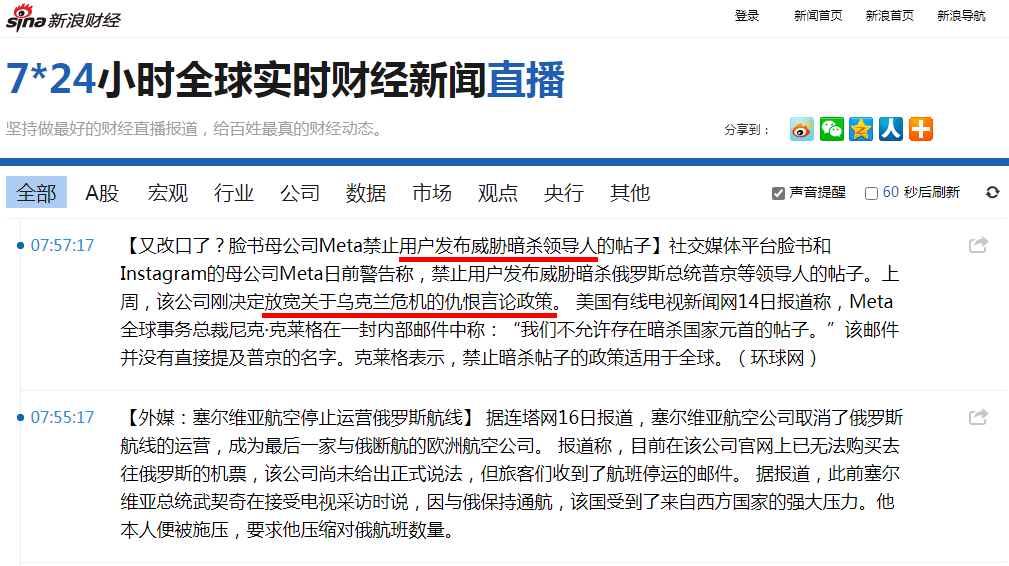 sina 新浪财经
登录 新闻首页 新浪首页 新浪导航
7*24小时全球实时财经新闻直播
坚持做最好的财经直播报道，给百姓最真的财经动态。
分享到：
全部 A股 宏观 行业 公司 数据 市场 观点 央行 其他
声音提醒 60 秒后刷新
07:57:17
【又改口了？脸书母公司Meta禁止用户发布威胁暗杀领导人的帖子】社交媒体平台脸书和
Instagram的母公司Meta日前警告称，禁止用户发布威胁暗杀俄罗斯总统普京等领导人的帖子。上
周，该公司刚决定放宽关于乌克兰危机的仇恨言论政策。 美国有线电视新闻网14日报道称，Meta
全球事务总裁尼克·克莱格在一封内部邮件中称：“我们不允许存在暗杀国家元首的帖子。”该邮件
并没有直接提及普京的名字。克莱格表示，禁止暗杀帖子的政策适用于全球。（环球网）
07:55:17
【外媒：塞尔维亚航空停止运营俄罗斯航线】 据连塔网16日报道，塞尔维亚航空公司取消了俄罗斯
航线的运营，成为最后一家与俄断航的欧洲航空公司。 报道称，目前在该公司官网上已无法购买去
往俄罗斯的机票，该公司尚未给出正式说法，但旅客们收到了航班停运的邮件。 据报道，此前塞尔
维亚总统武契奇在接受电视采访时说，因与俄保持通航，该国受到了来自西方国家的强大压力。他
本人便被施压，要求他压缩对俄航班数量。